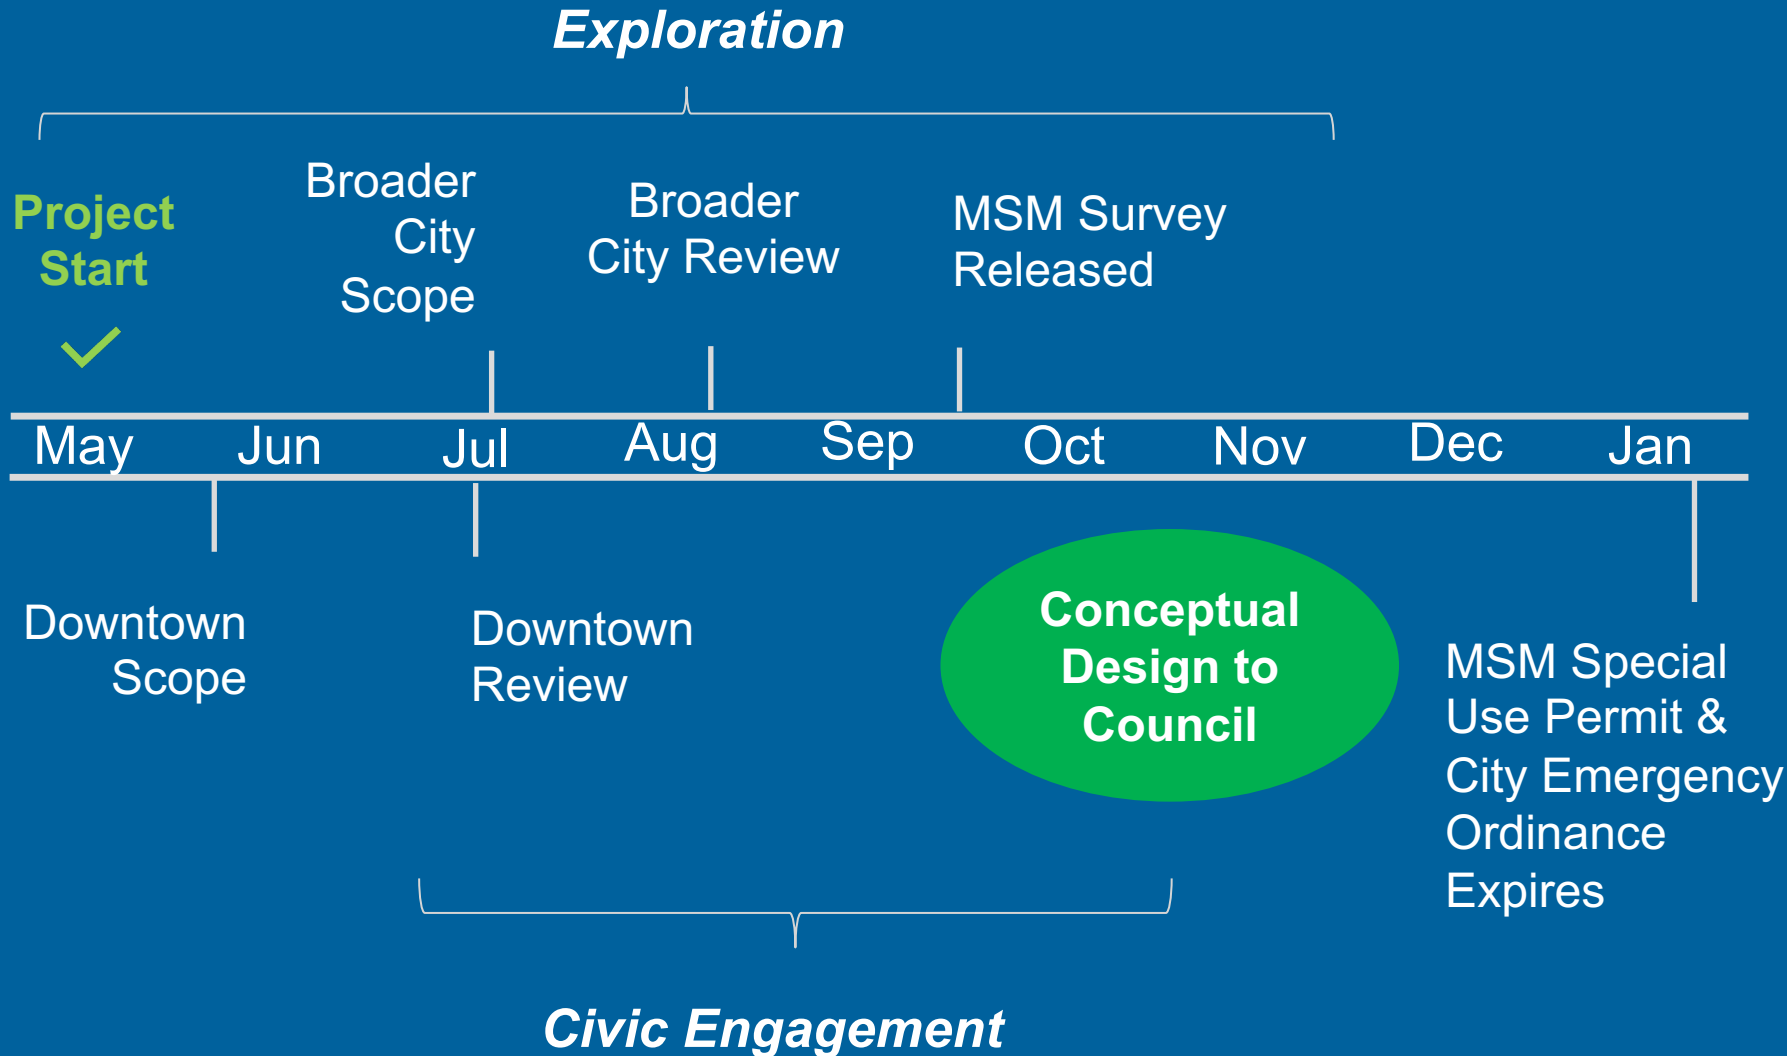 Exploration
Project
Start
Broader
City
Scope
Broader
City Review
MSM Survey
Released
May
Jun
Jul
Aug
Sep
Oct
Nov
Dec
Jan
Downtown
Scope
Downtown
Review
Conceptual
Design to
Council
MSM Special
Use Permit &
City Emergency
Ordinance
Expires
Civic Engagement